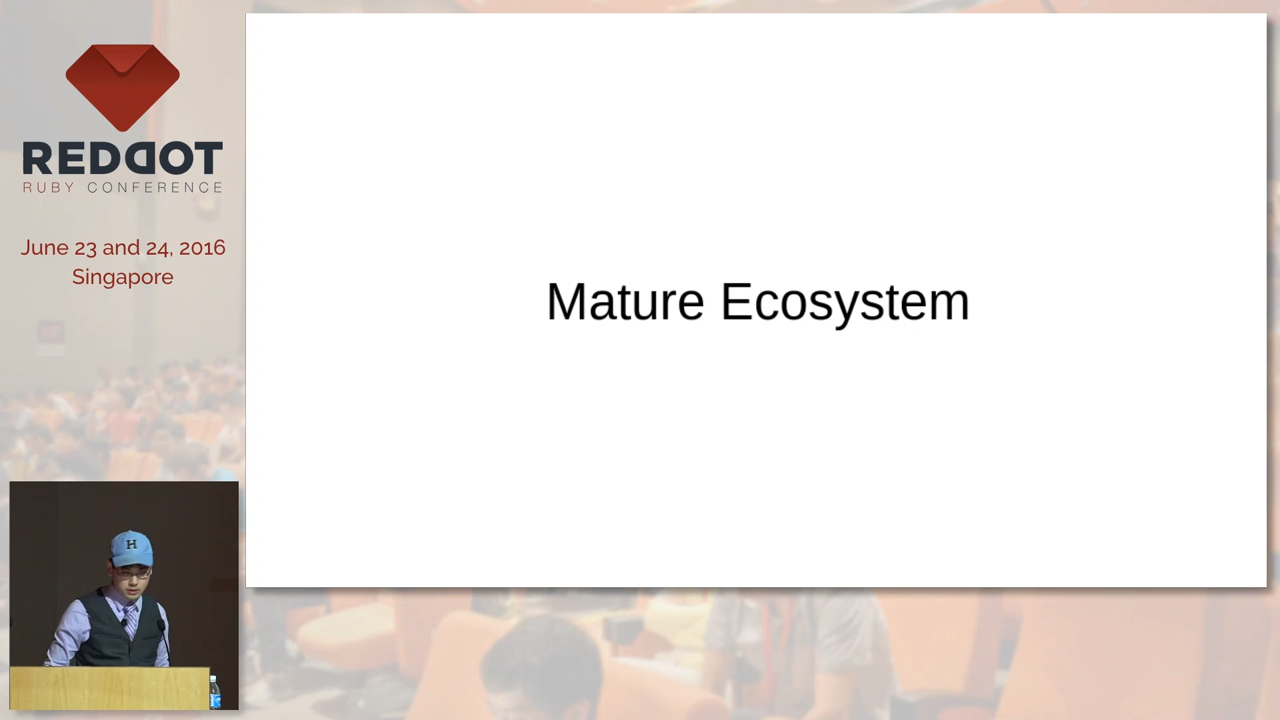 REDDOT
RUBY CONFERENCE
June 23 and 24, 2016
Singapore
Mature Ecosystem
H